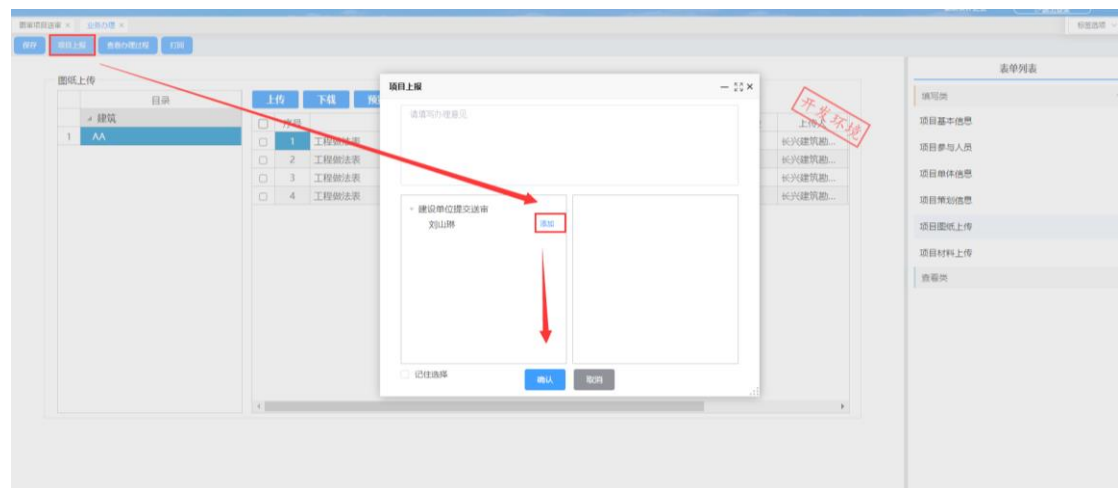 业务办理 ×
标签选项
保存 项目上报 查看办理过程 打回
图纸上传
目录
建筑
1 AA
上传 下载 预
序号
1 工程做法表 长兴建筑勘...
2 工程做法表 长兴建筑勘...
3 工程做法表 长兴建筑勘...
4 工程做法表 长兴建筑勘...
开发环境
项目上报
请填写办理意见
建设单位提交送审
刘山琳 添加
记住选择
确认 取消
表单列表
填写类
项目基本信息
项目参与人员
项目单体信息
项目策划信息
项目图纸上传
项目材料上传
查看类